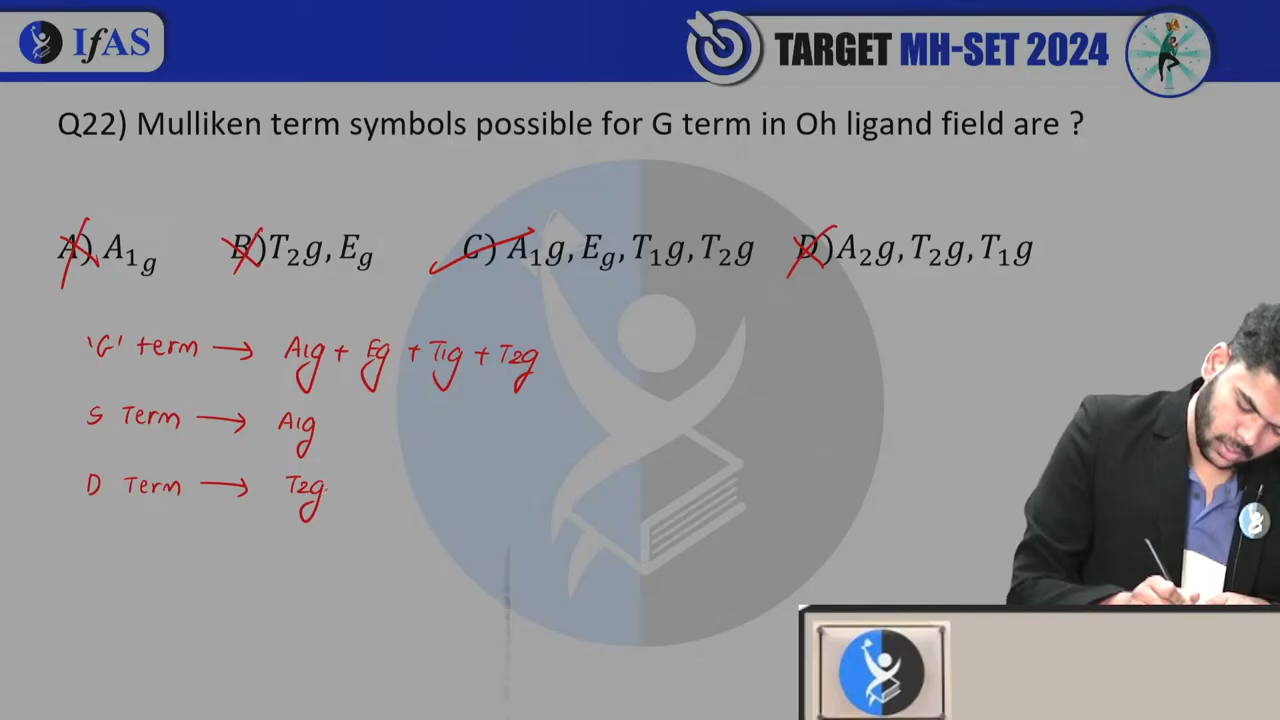 IfAS
TARGET MH-SET 2024
Q22) Mulliken term symbols possible for G term in Oh ligand field are ?
A) A₁g B) T₂g, Eg C) A₁g, Eg, T₁g, T₂g D) A₂g, T₂g, T₁g
'G' term → A1g + Eg + T1g + T2g
S Term → A1g
D Term → T2g